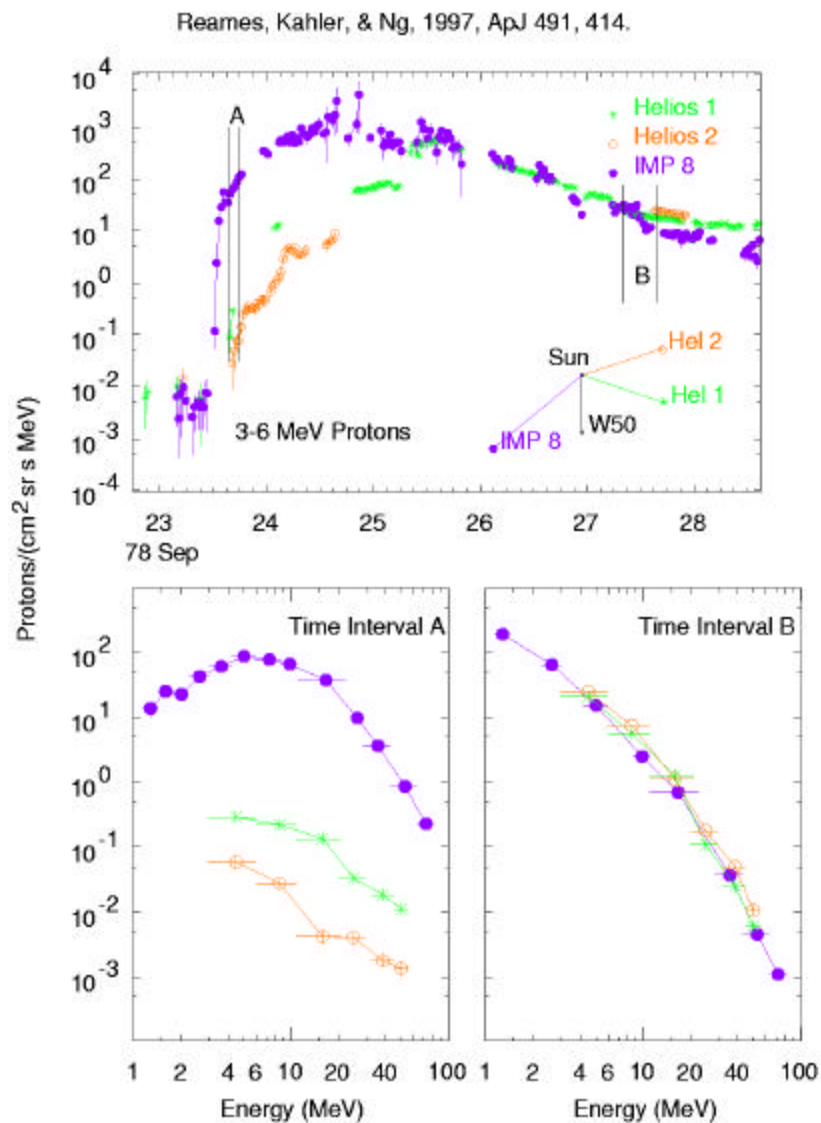 Reames, Kahler, & Ng, 1997, ApJ 491, 414.
10^4
10^3
10^2
10^1
10^0
10^-1
10^-2
10^-3
10^-4
A
Helios 1
Helios 2
IMP 8
B
Sun
Hel 2
Hel 1
W50
IMP 8
3-6 MeV Protons
23 24 25 26 27 28
78 Sep
Protons/(cm^2 sr s MeV)
Time Interval A
10^2
10^1
10^0
10^-1
10^-2
10^-3
1 2 4 6 10 20 40 100
Energy (MeV)
Time Interval B
1 2 4 6 10 20 40 100
Energy (MeV)